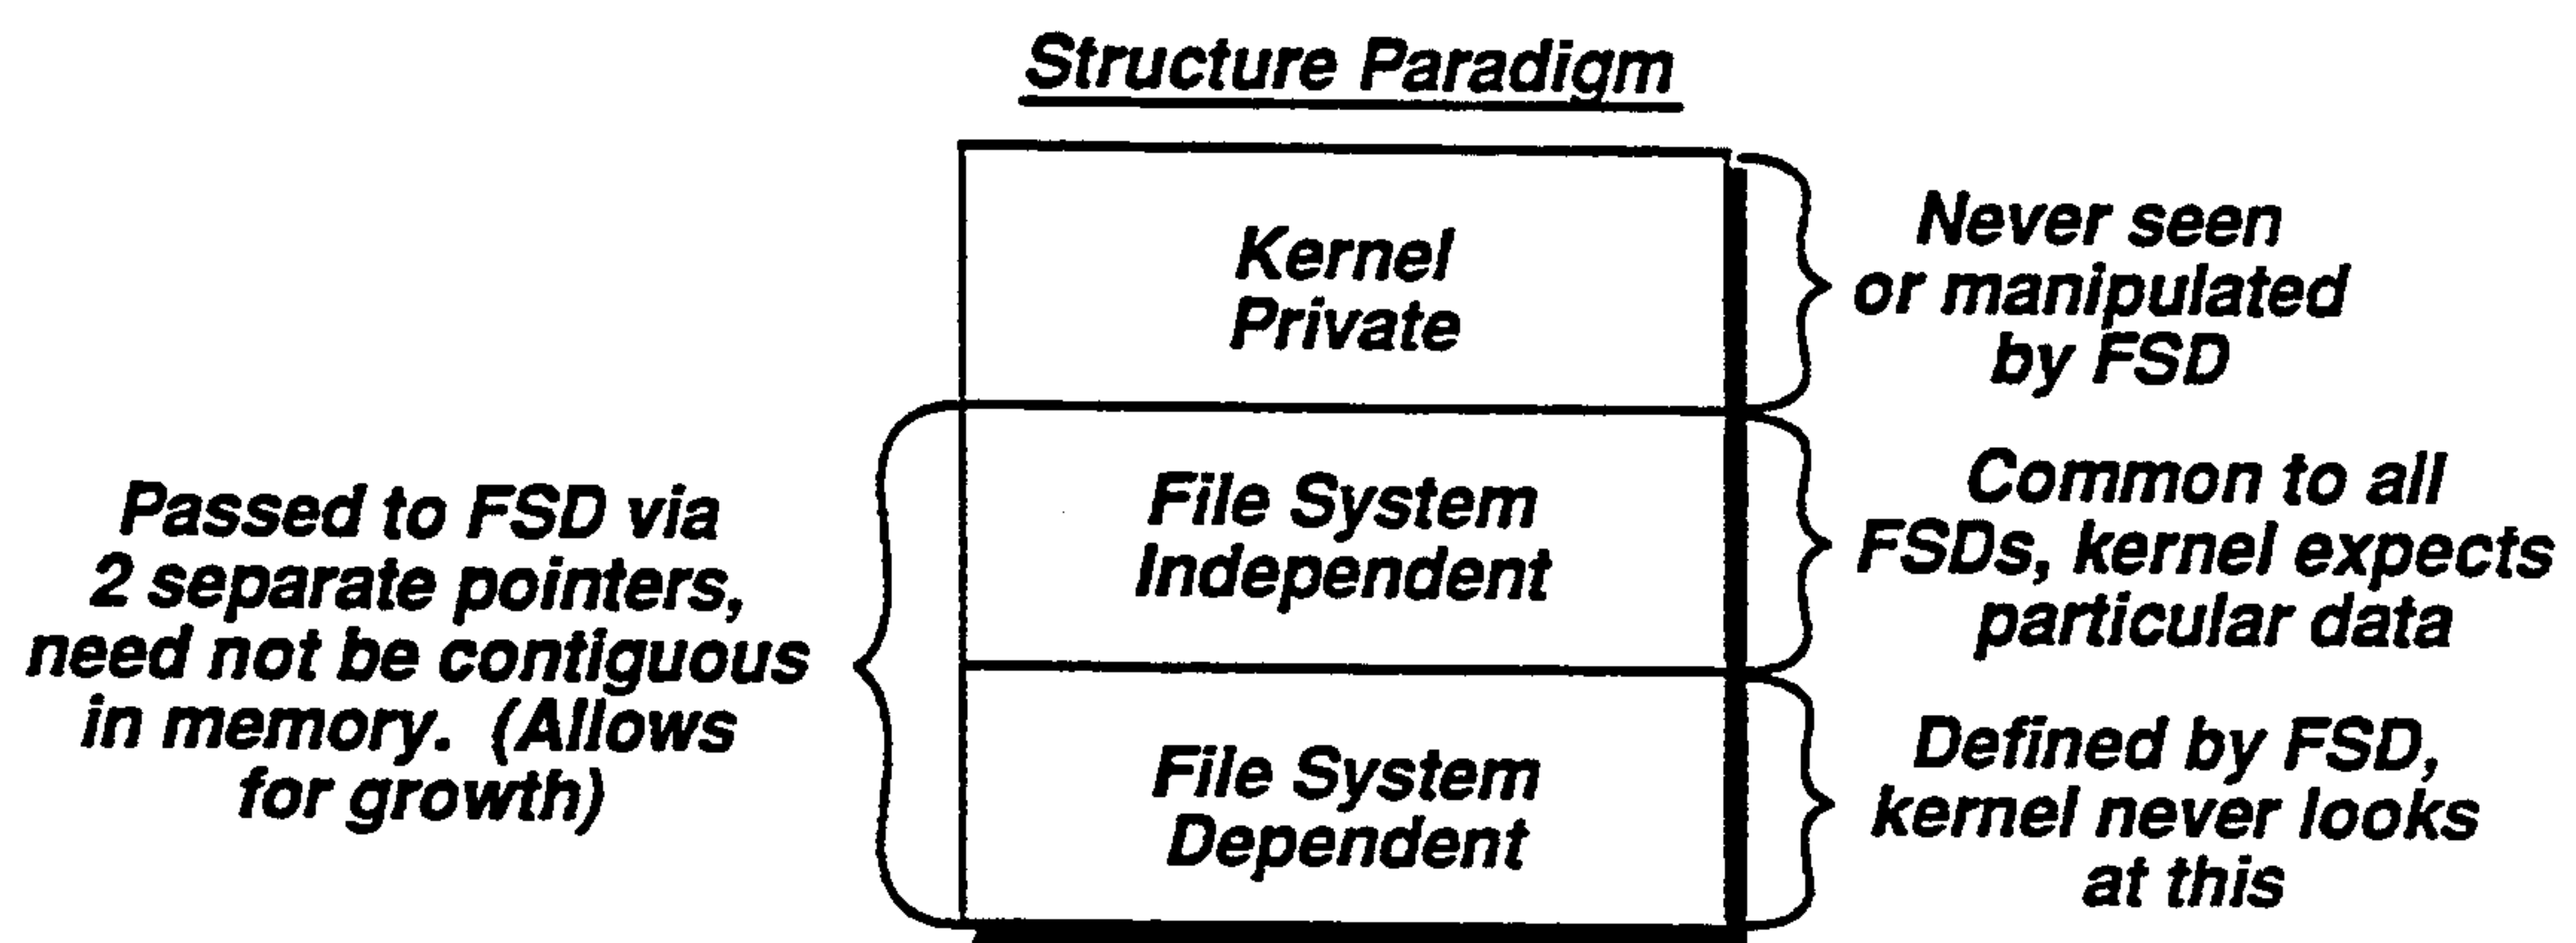 Structure Paradigm
Kernel
Private
Never seen
or manipulated
by FSD
Passed to FSD via
2 separate pointers,
need not be contiguous
in memory. (Allows
for growth)
File System
Independent
Common to all
FSDs, kernel expects
particular data
File System
Dependent
Defined by FSD,
kernel never looks
at this